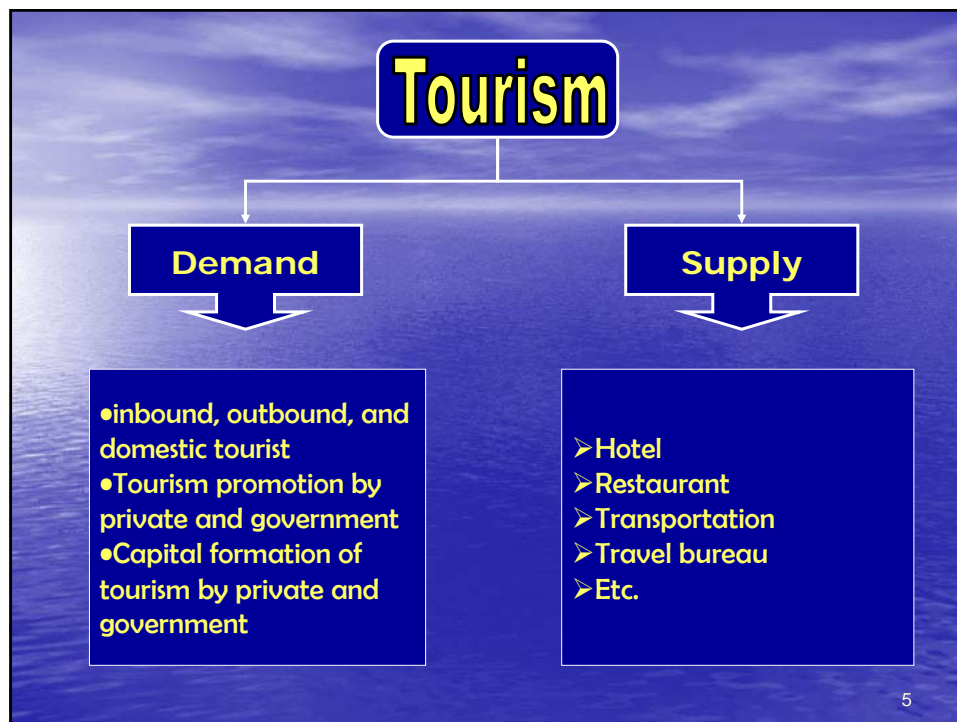 Tourism
Demand
Supply
•inbound, outbound, and
domestic tourist
•Tourism promotion by
private and government
•Capital formation of
tourism by private and
government
➢Hotel
➢Restaurant
➢Transportation
➢Travel bureau
➢Etc.
5